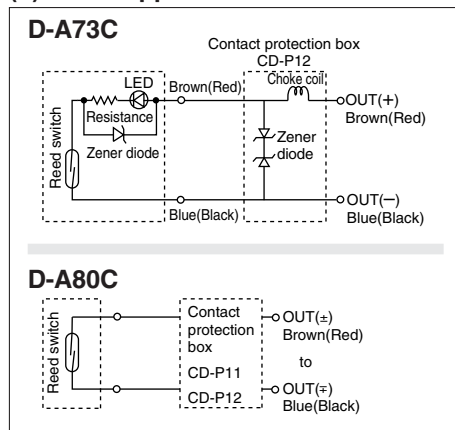 D-A73C
Contact protection box
CD-P12
LED
Brown(Red)
Choke coil
OUT(+)
Brown(Red)
Resistance
Zener diode
Zener
diode
Reed switch
Blue(Black)
OUT(−)
Blue(Black)
D-A80C
Reed switch
Contact
protection
box
CD-P11
CD-P12
OUT(±)
Brown(Red)
to
OUT(∓)
Blue(Black)